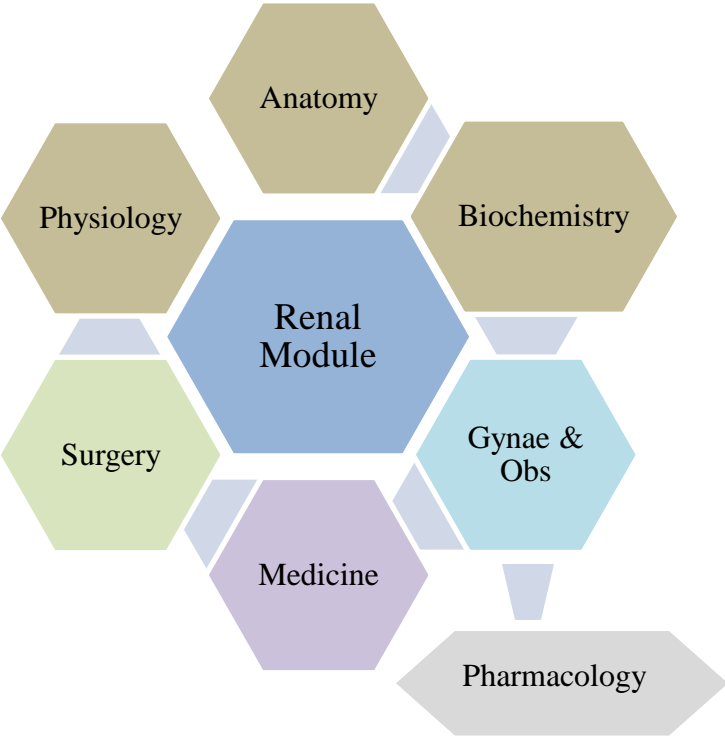 Anatomy
Physiology
Biochemistry
Renal
Module
Surgery
Gynae &
Obs
Medicine
Pharmacology